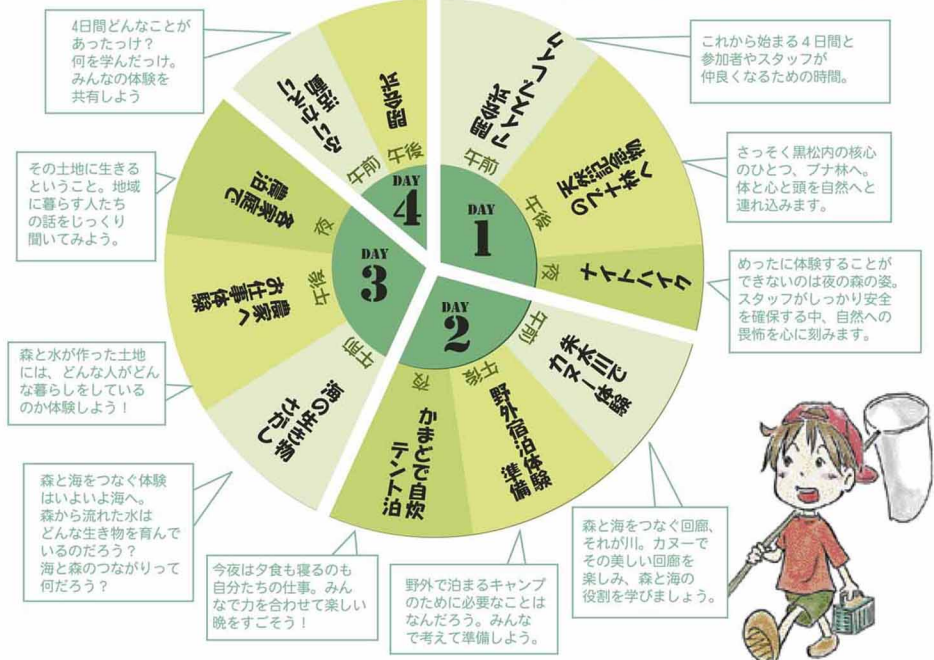 これから始まる４日間と
参加者やスタッフが
仲良くなるための時間。
さっそく黒松内の核心
のひとつ、ブナ林へ。
体と心と頭を自然へと
連れ込みます。
めったに体験することが
できないのは夜の森の姿。
スタッフがしっかり安全
を確保する中、自然への
畏怖を心に刻みます。
森と海をつなぐ回廊、
それが川。カヌーで
その美しい回廊を
楽しみ、森と海の
役割を学びましょう。
野外で泊まるキャンプ
のために必要なことは
なんだろう。みんな
で考えて準備しよう。
今夜は夕食も寝るのも
自分たちの仕事。みん
なで力を合わせて楽しい
晩をすごそう！
森と海をつなぐ体験
はいよいよ海へ。
森から流れた水は
どんな生き物を育んで
いるのだろう？
海と森のつながりって
何だろう？
森と水が作った土地
には、どんな人がどん
な暮らしをしている
のか体験しよう！
その土地に生きる
ということ。地域
に暮らす人たち
の話をじっくり
聞いてみよう。
4日間どんなことが
あったっけ？
何を学んだっけ。
みんなの体験を
共有しよう
DAY
1
午前
開会式
アイスブレイク
午後
天然記念物
のブナ林へ
夜
ナイトハイク
DAY
2
午前
朱太川で
カヌー体験
午後
野外宿泊体験
準備
夜
かまどで自炊
テント泊
DAY
3
午前
海の生き物
さがし
午後
農家へ
お仕事体験
夜
各家庭で
農泊
DAY
4
午前
ふりかえり
活動
午後
閉会式